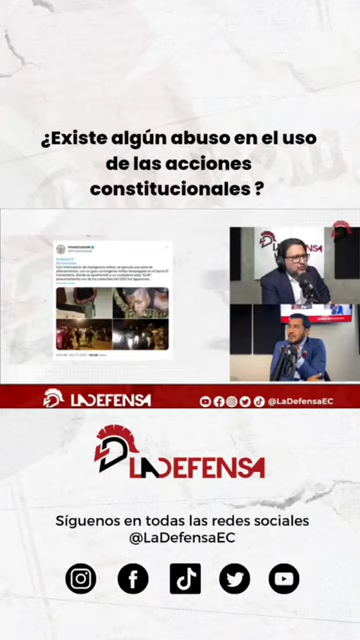 ¿Existe algún abuso en el uso
de las acciones
constitucionales ?
LADEFENSA
@LaDefensaEC
LADEFENSA
Síguenos en todas las redes sociales
@LaDefensaEC